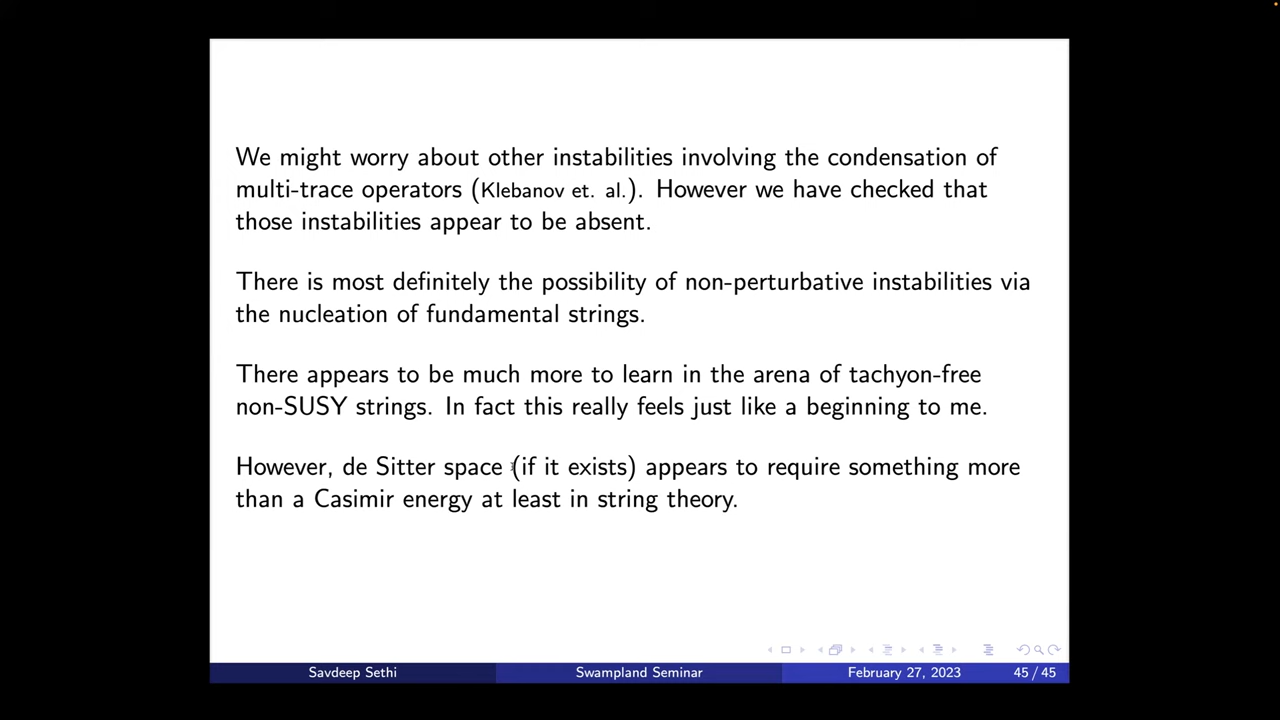 We might worry about other instabilities involving the condensation of
multi-trace operators (Klebanov et. al.). However we have checked that
those instabilities appear to be absent.
There is most definitely the possibility of non-perturbative instabilities via
the nucleation of fundamental strings.
There appears to be much more to learn in the arena of tachyon-free
non-SUSY strings. In fact this really feels just like a beginning to me.
However, de Sitter space (if it exists) appears to require something more
than a Casimir energy at least in string theory.
Savdeep Sethi Swampland Seminar February 27, 2023 45 / 45